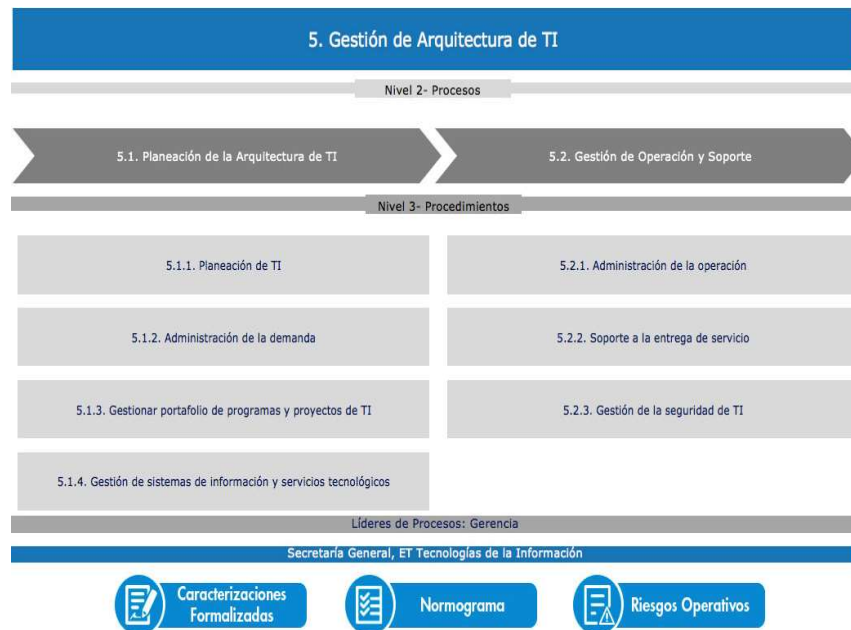 5. Gestión de Arquitectura de TI
Nivel 2- Procesos
5.1. Planeación de la Arquitectura de TI
5.2. Gestión de Operación y Soporte
Nivel 3- Procedimientos
5.1.1. Planeación de TI
5.2.1. Administración de la operación
5.1.2. Administración de la demanda
5.2.2. Soporte a la entrega de servicio
5.1.3. Gestionar portafolio de programas y proyectos de TI
5.2.3. Gestión de la seguridad de TI
5.1.4. Gestión de sistemas de información y servicios tecnológicos
Líderes de Procesos: Gerencia
Secretaría General, ET Tecnologías de la Información
Caracterizaciones
Formalizadas
Normograma
Riesgos Operativos